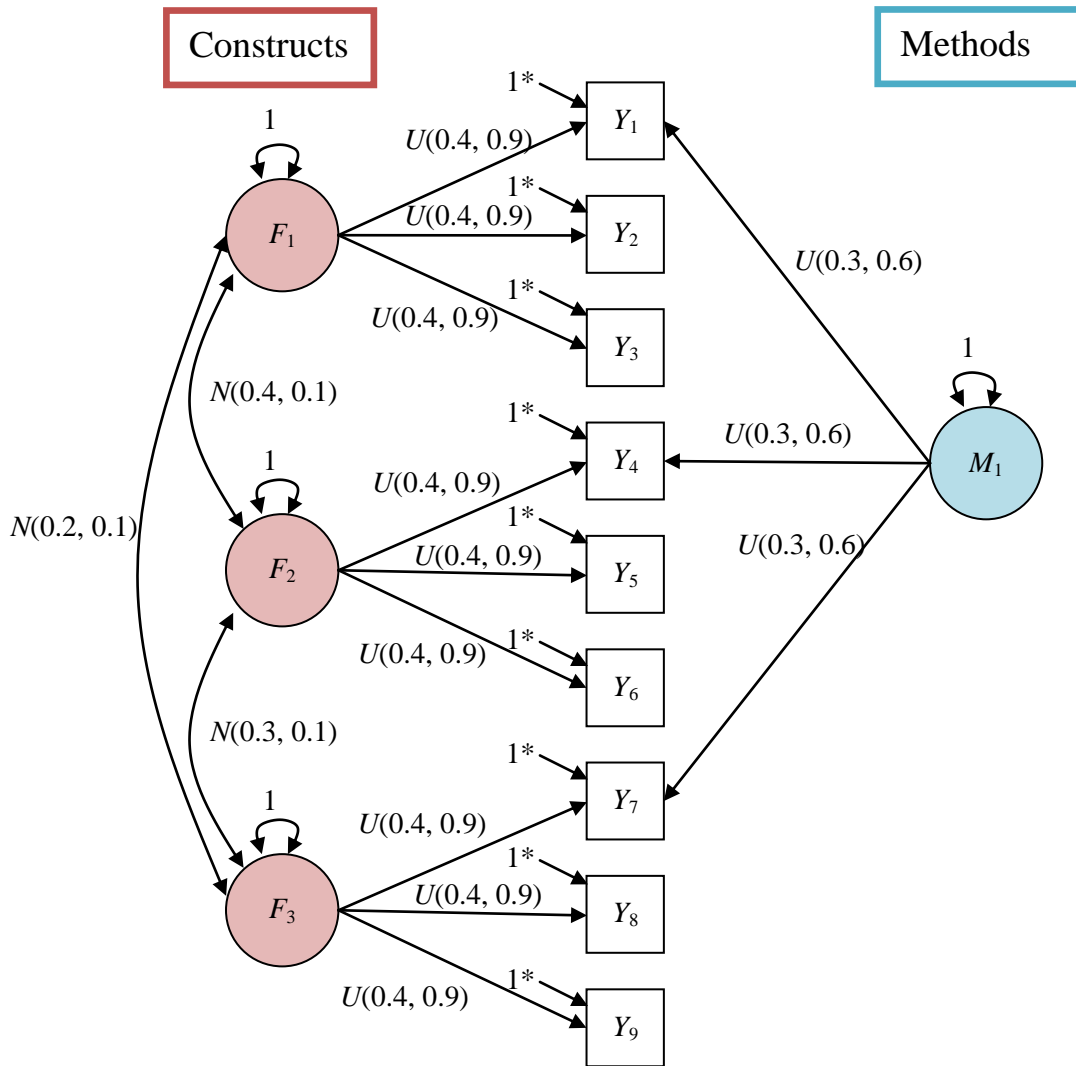 Constructs
Methods
1*
Y₁
1
U(0.4, 0.9)
1*
U(0.4, 0.9)
F₁
Y₂
U(0.3, 0.6)
1*
U(0.4, 0.9)
Y₃
1
N(0.4, 0.1)
1*
U(0.3, 0.6)
Y₄
M₁
1
U(0.4, 0.9)
N(0.2, 0.1)
1*
U(0.3, 0.6)
U(0.4, 0.9)
F₂
Y₅
1*
U(0.4, 0.9)
Y₆
N(0.3, 0.1)
1*
Y₇
1
U(0.4, 0.9)
1*
U(0.4, 0.9)
F₃
Y₈
1*
U(0.4, 0.9)
Y₉